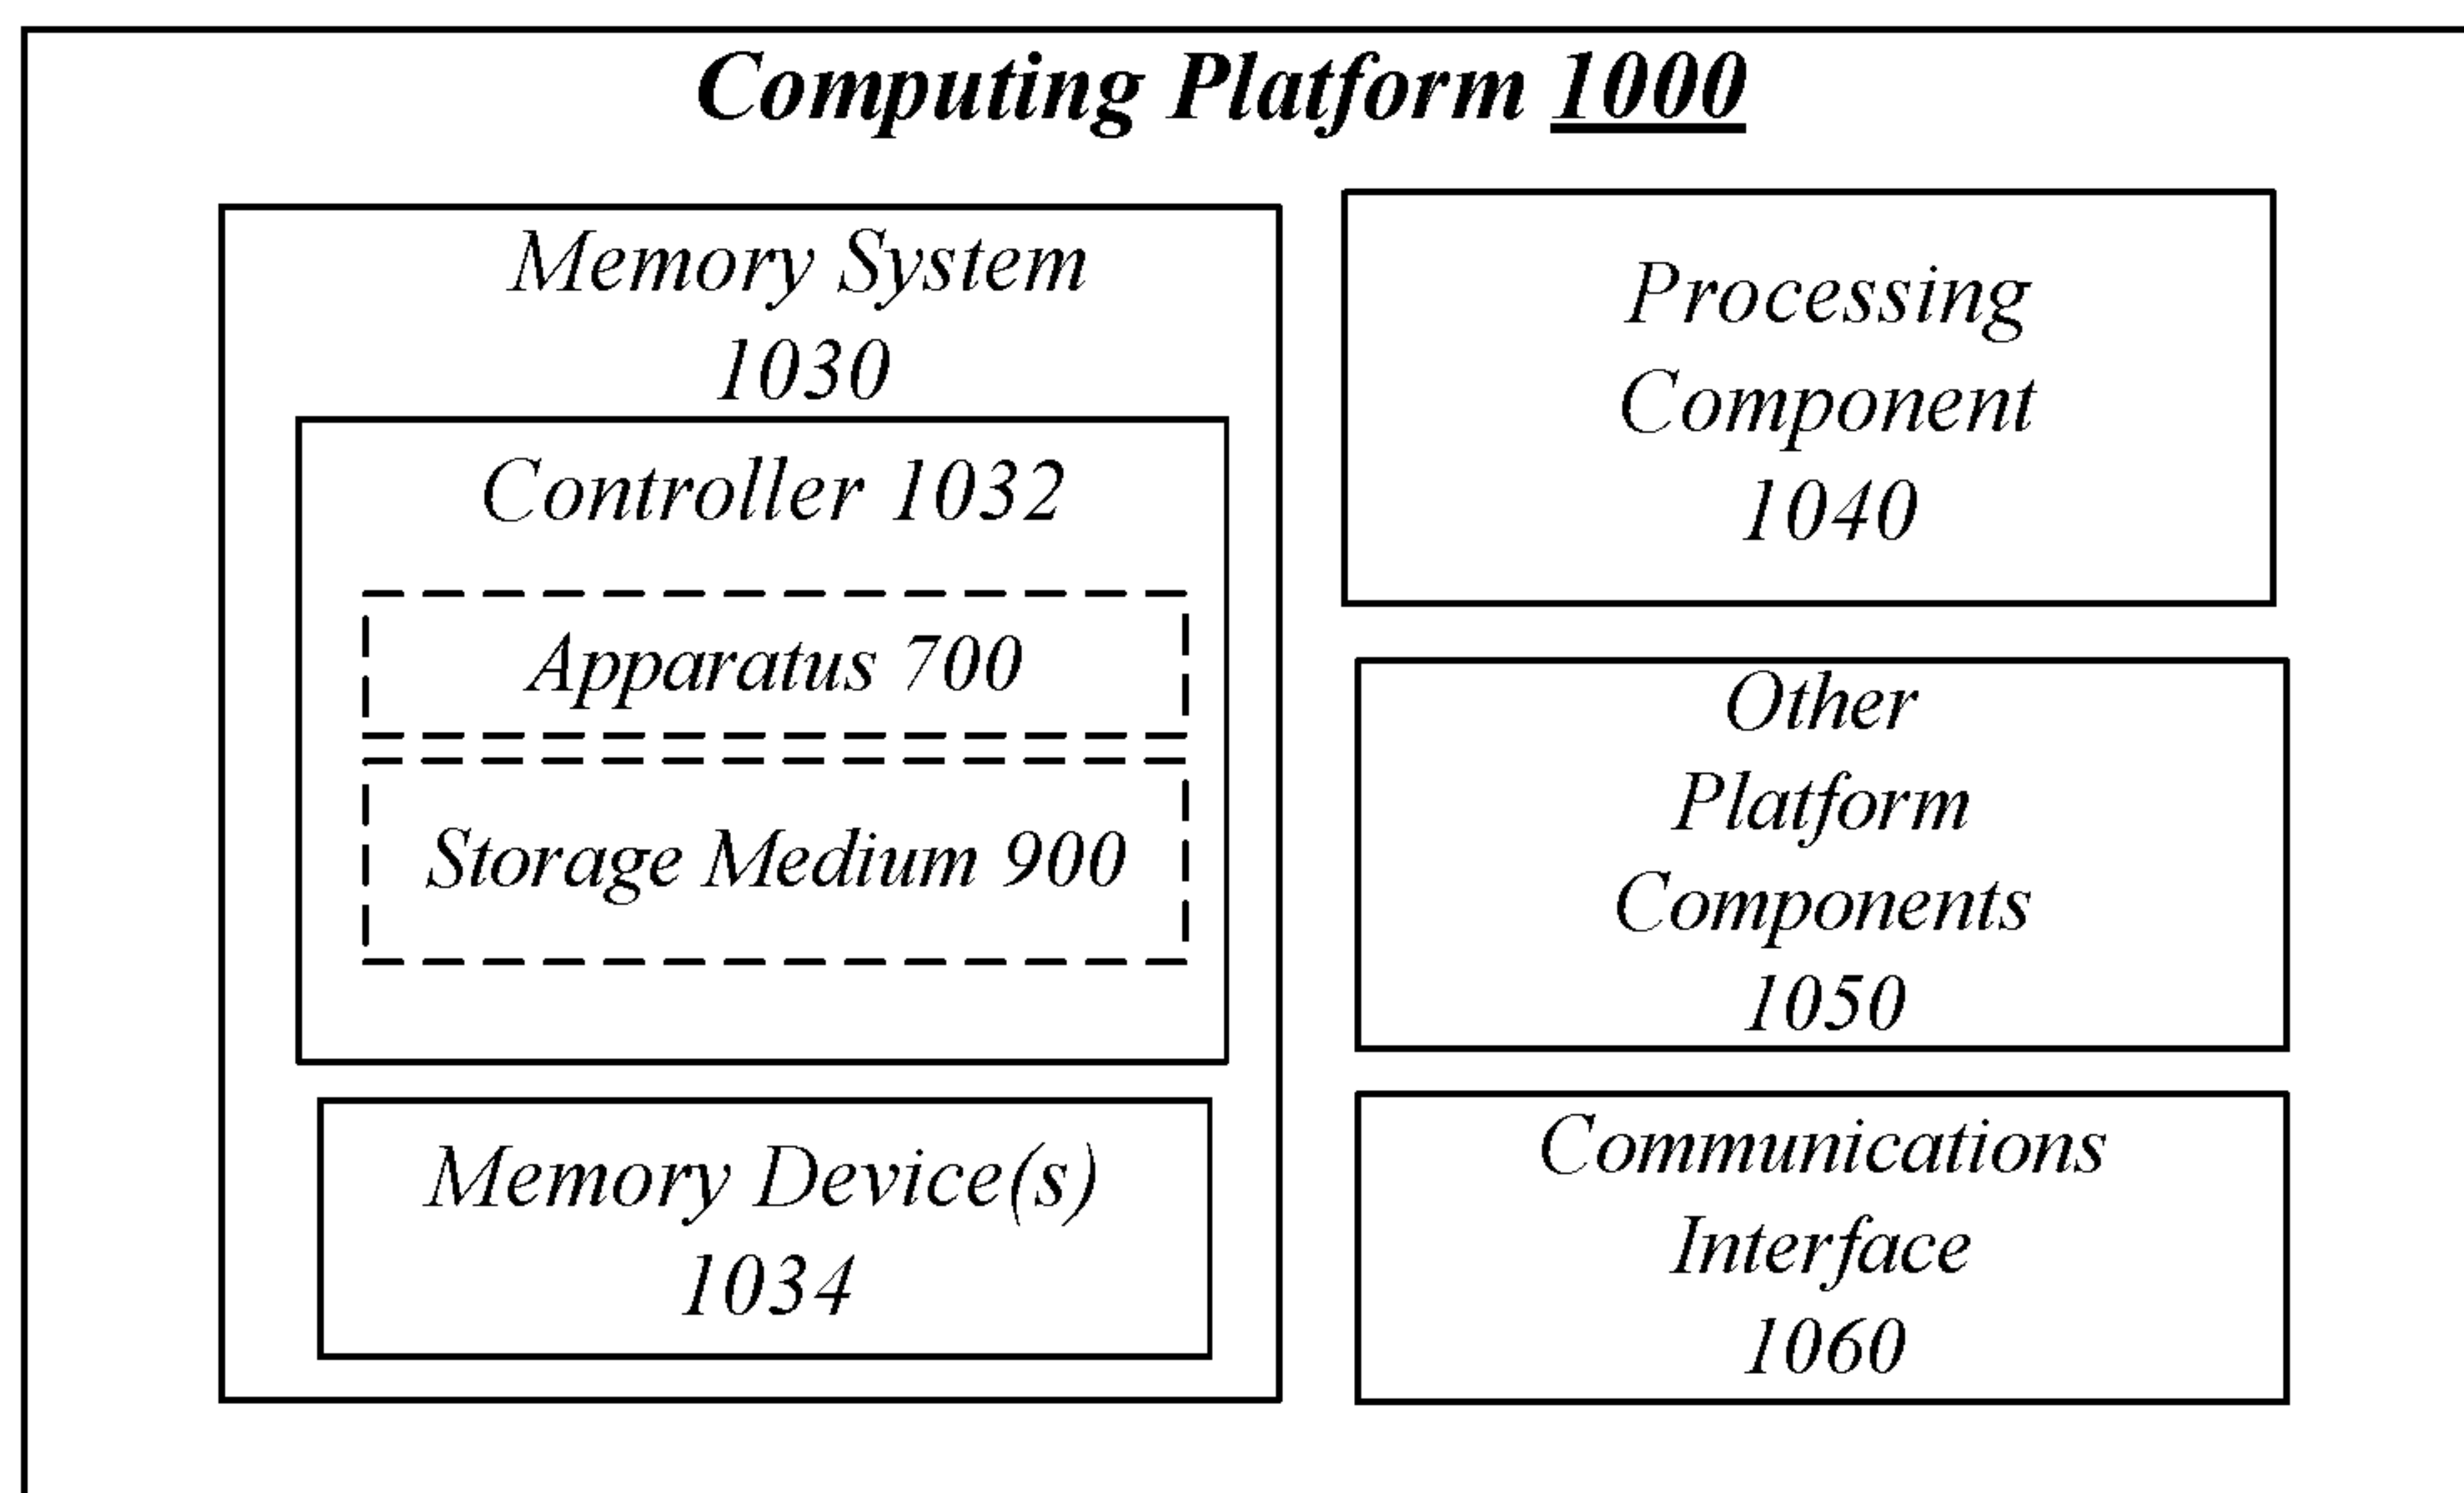 Computing Platform 1000
Memory System
1030
Controller 1032
Apparatus 700
Storage Medium 900
Memory Device(s)
1034
Processing
Component
1040
Other
Platform
Components
1050
Communications
Interface
1060